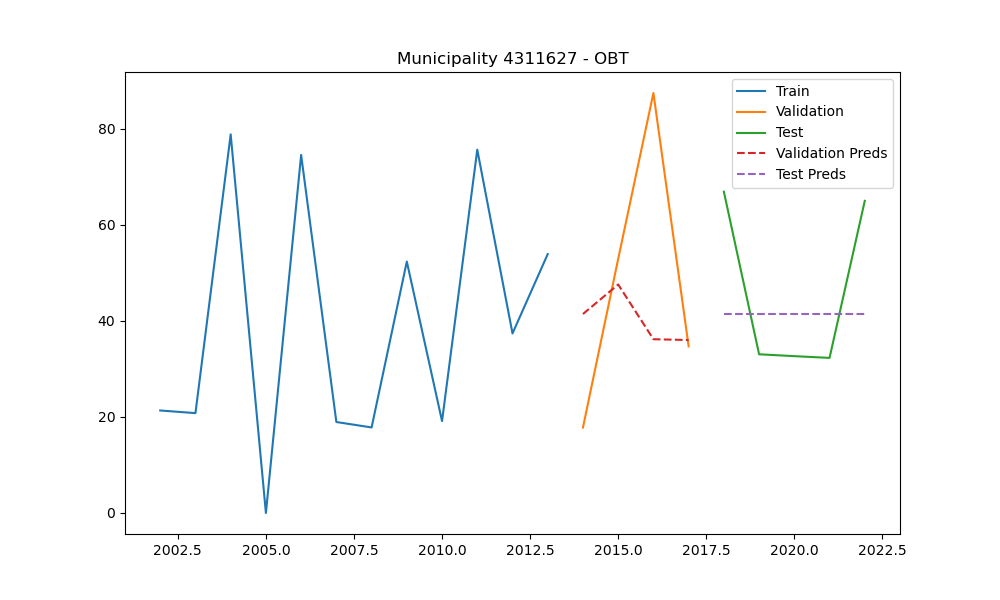 Municipality 4311627 - OBT
Train
Validation
Test
Validation Preds
Test Preds
80
60
40
20
0
2002.5 2005.0 2007.5 2010.0 2012.5 2015.0 2017.5 2020.0 2022.5